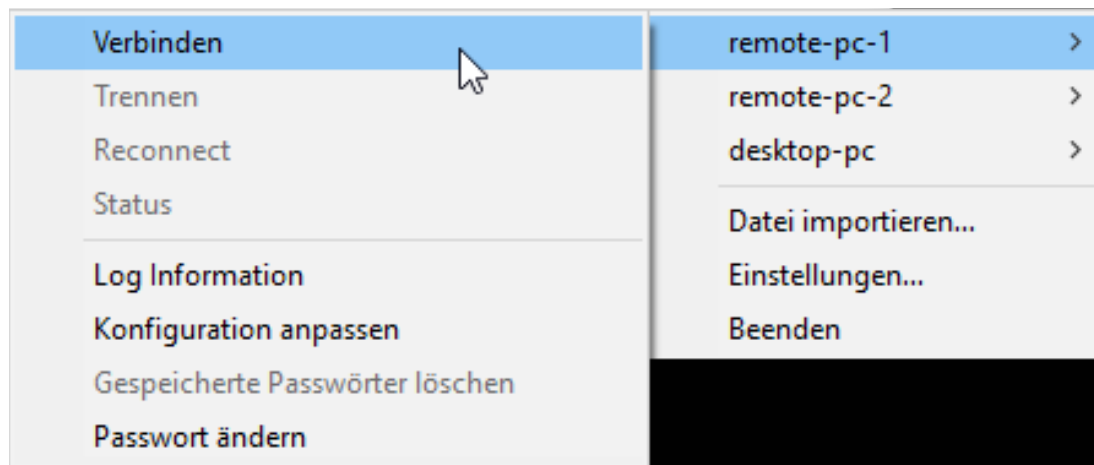 Verbinden
Trennen
Reconnect
Status
Log Information
Konfiguration anpassen
Gespeicherte Passwörter löschen
Passwort ändern
remote-pc-1
remote-pc-2
desktop-pc
Datei importieren...
Einstellungen...
Beenden